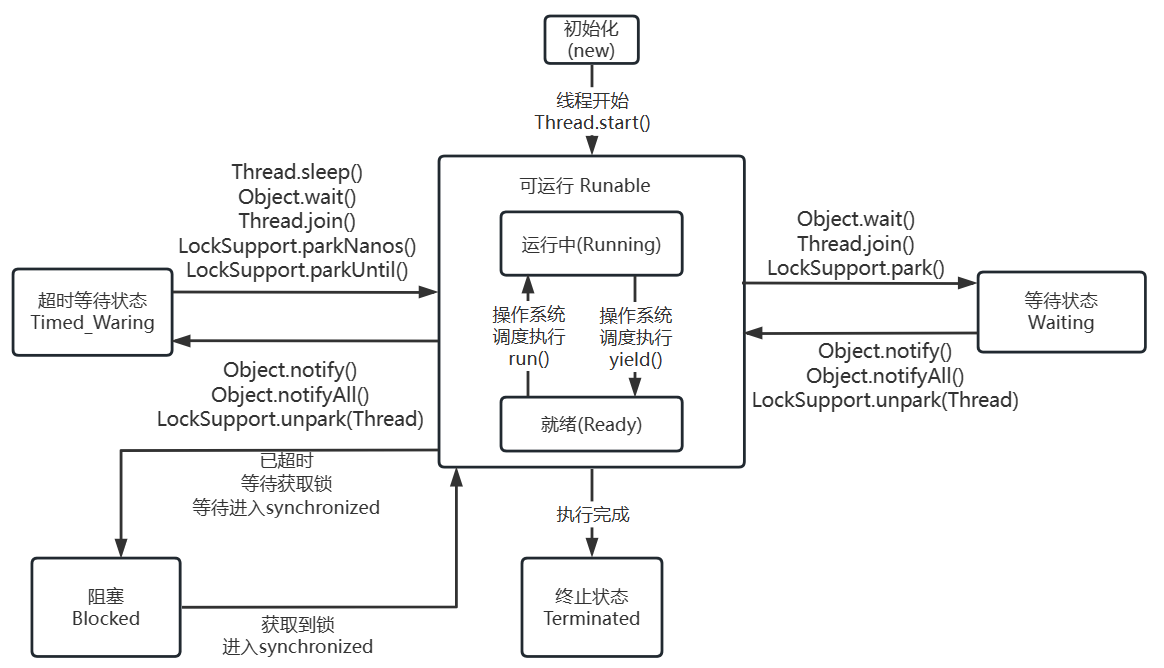 初始化
(new)
线程开始
Thread.start()
可运行 Runable
运行中(Running)
操作系统
调度执行
run()
操作系统
调度执行
yield()
就绪(Ready)
Thread.sleep()
Object.wait()
Thread.join()
LockSupport.parkNanos()
LockSupport.parkUntil()
超时等待状态
Timed_Waring
Object.notify()
Object.notifyAll()
LockSupport.unpark(Thread)
Object.wait()
Thread.join()
LockSupport.park()
等待状态
Waiting
Object.notify()
Object.notifyAll()
LockSupport.unpark(Thread)
已超时
等待获取锁
等待进入synchronized
阻塞
Blocked
获取到锁
进入synchronized
执行完成
终止状态
Terminated